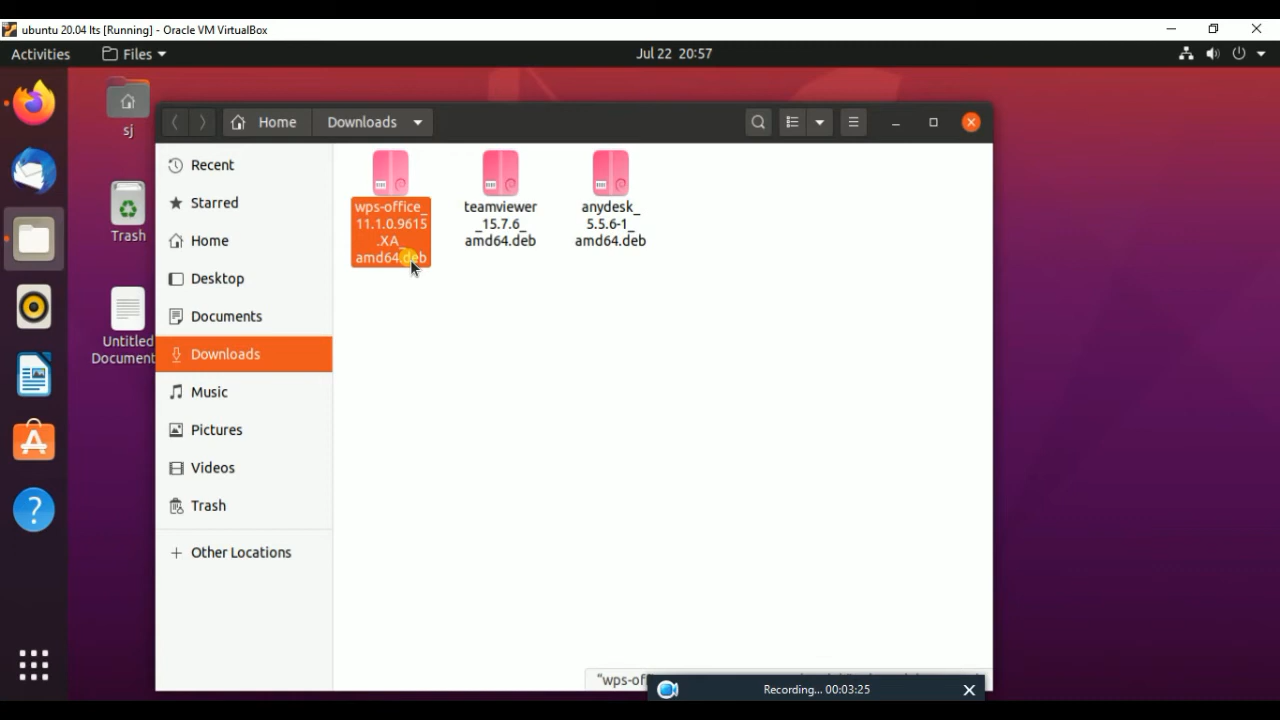 ubuntu 20.04 lts [Running] - Oracle VM VirtualBox
Activities
Files
Jul 22 20:57
sj
Trash
Untitled
Document
Home
Downloads
Recent
Starred
Home
Desktop
Documents
Downloads
Music
Pictures
Videos
Trash
+ Other Locations
wps-office_
11.1.0.9615
.XA_
amd64.deb
teamviewer
_15.7.6_
amd64.deb
anydesk_
5.5.6-1_
amd64.deb
?
Recording... 00:03:25